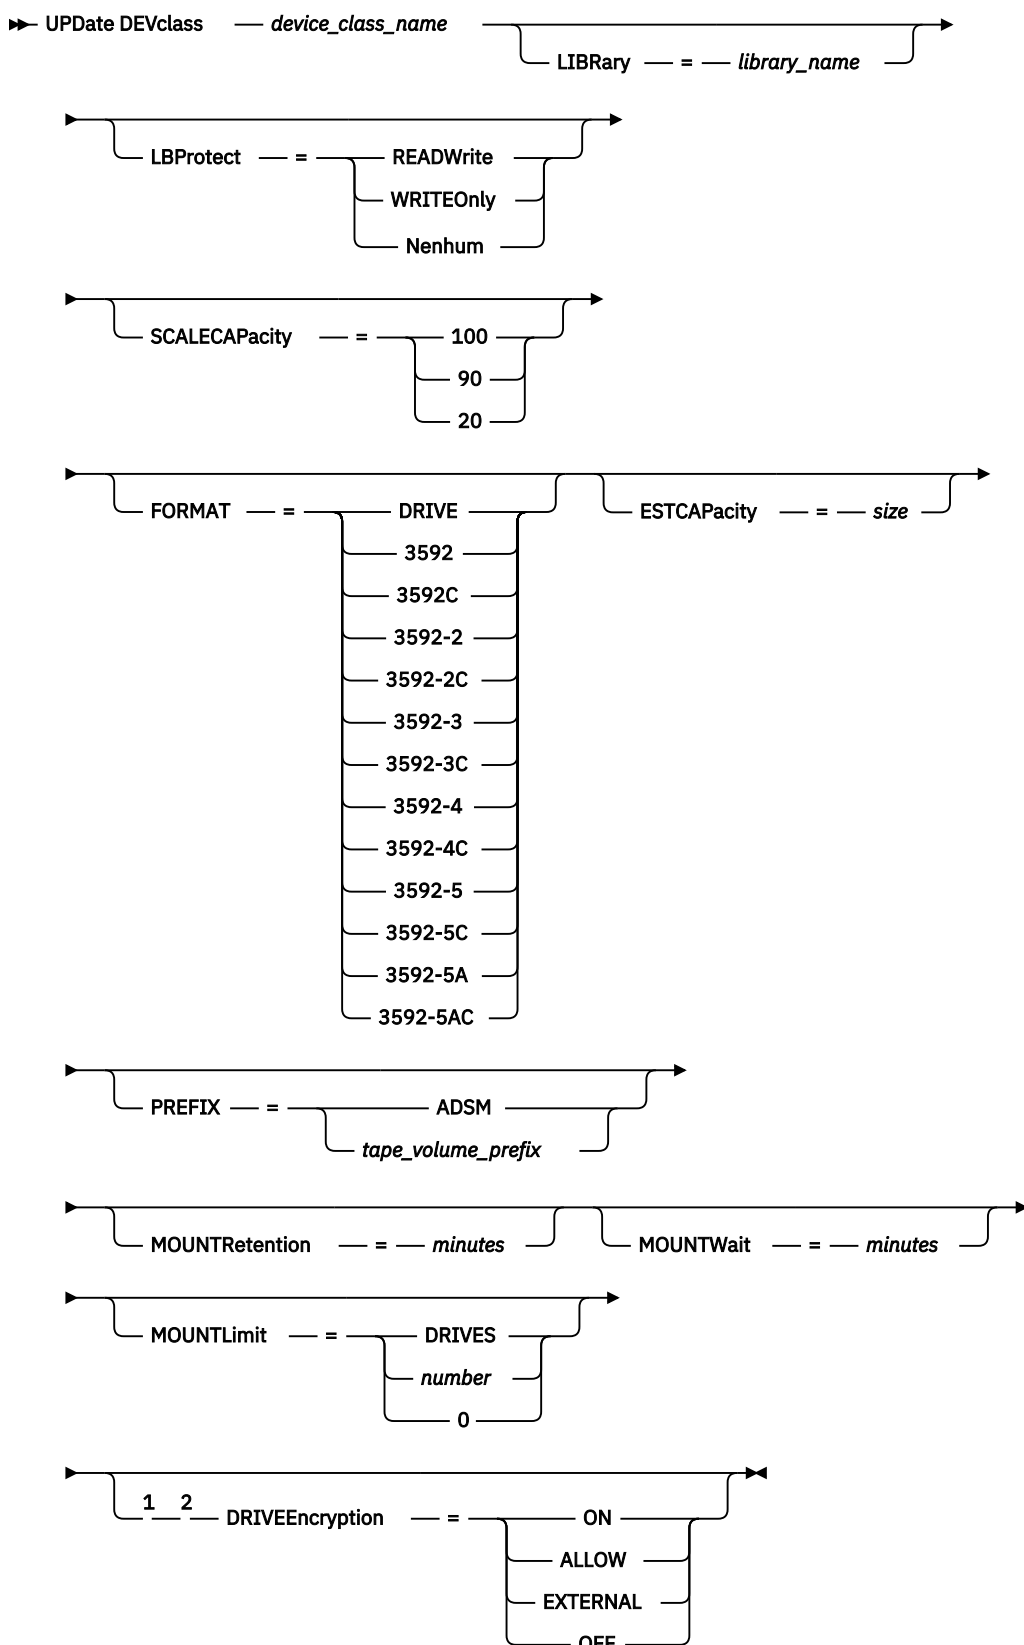 UPDate DEVclass device_class_name
LIBRary = library_name
LBProtect = READWrite
WRITEOnly
Nenhum
SCALECAPacity = 100
90
20
FORMAT = DRIVE ESTCAPacity = size
3592
3592C
3592-2
3592-2C
3592-3
3592-3C
3592-4
3592-4C
3592-5
3592-5C
3592-5A
3592-5AC
PREFIX = ADSM
tape_volume_prefix
MOUNTRetention = minutes MOUNTWait = minutes
MOUNTLimit = DRIVES
number
0
1 2 DRIVEEncryption = ON
ALLOW
EXTERNAL
OFF